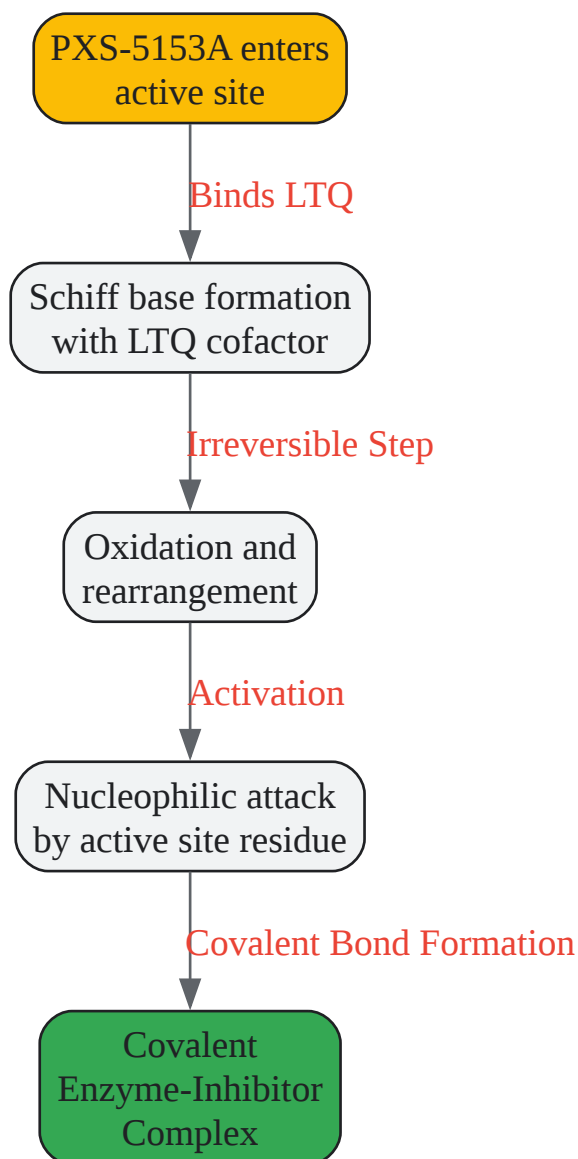 PXS-5153A enters
active site
Binds LTQ
Schiff base formation
with LTQ cofactor
Irreversible Step
Oxidation and
rearrangement
Activation
Nucleophilic attack
by active site residue
Covalent Bond Formation
Covalent
Enzyme-Inhibitor
Complex